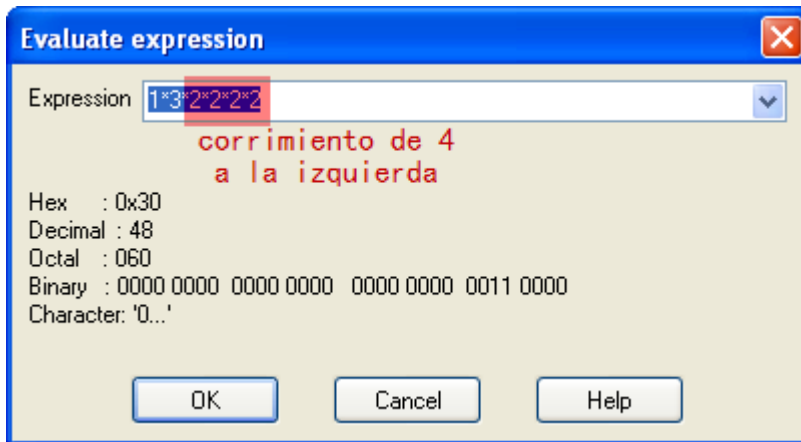 Evaluate expression
Expression 1*3*2*2*2*2
corrimiento de 4
a la izquierda
Hex : 0x30
Decimal : 48
Octal : 060
Binary : 0000 0000 0000 0000 0000 0000 0011 0000
Character: '0...'
OK Cancel Help